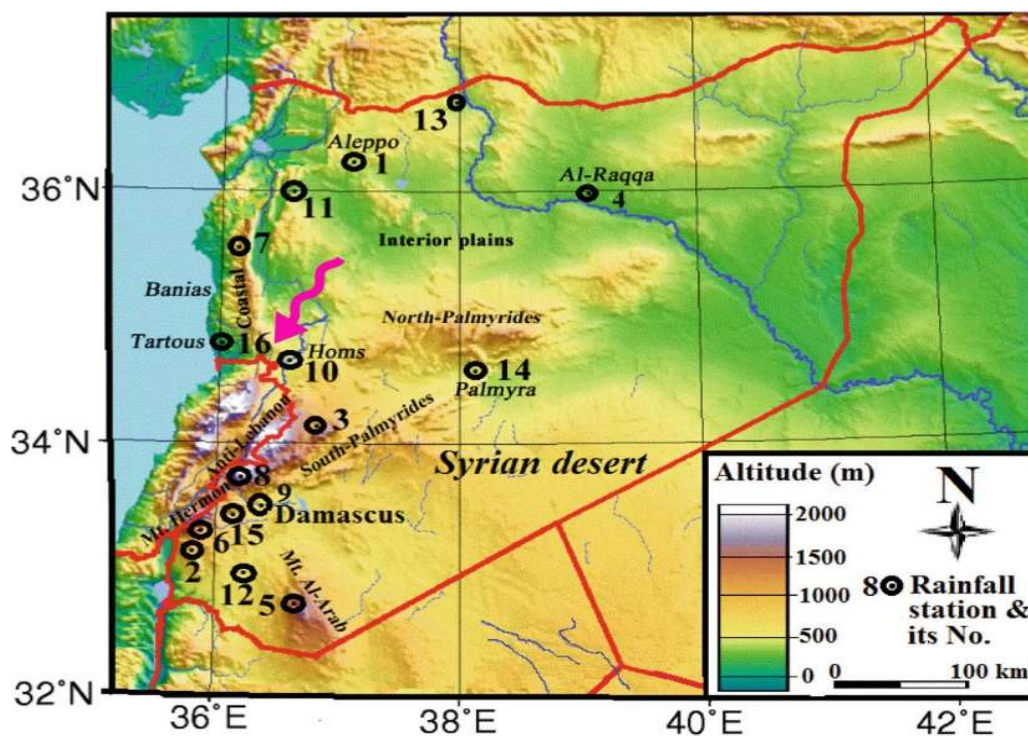 13
Aleppo
1
Al-Raqqa
4
36°N
11
Interior plains
7
Coastal
Banias
North-Palmyrides
Tartous
16
Homs
10
14
Palmyra
3
34°N
Anti-Lebanon
South-Palmyrides
Syrian desert
8
9
Mt. Hermon
Damascus
15
6
2
12
5
Mt. Al-Arab
32°N
36°E
38°E
40°E
42°E
Altitude (m)
2000
1500
1000
500
0
N
8 Rainfall
station &
its No.
0 100 km